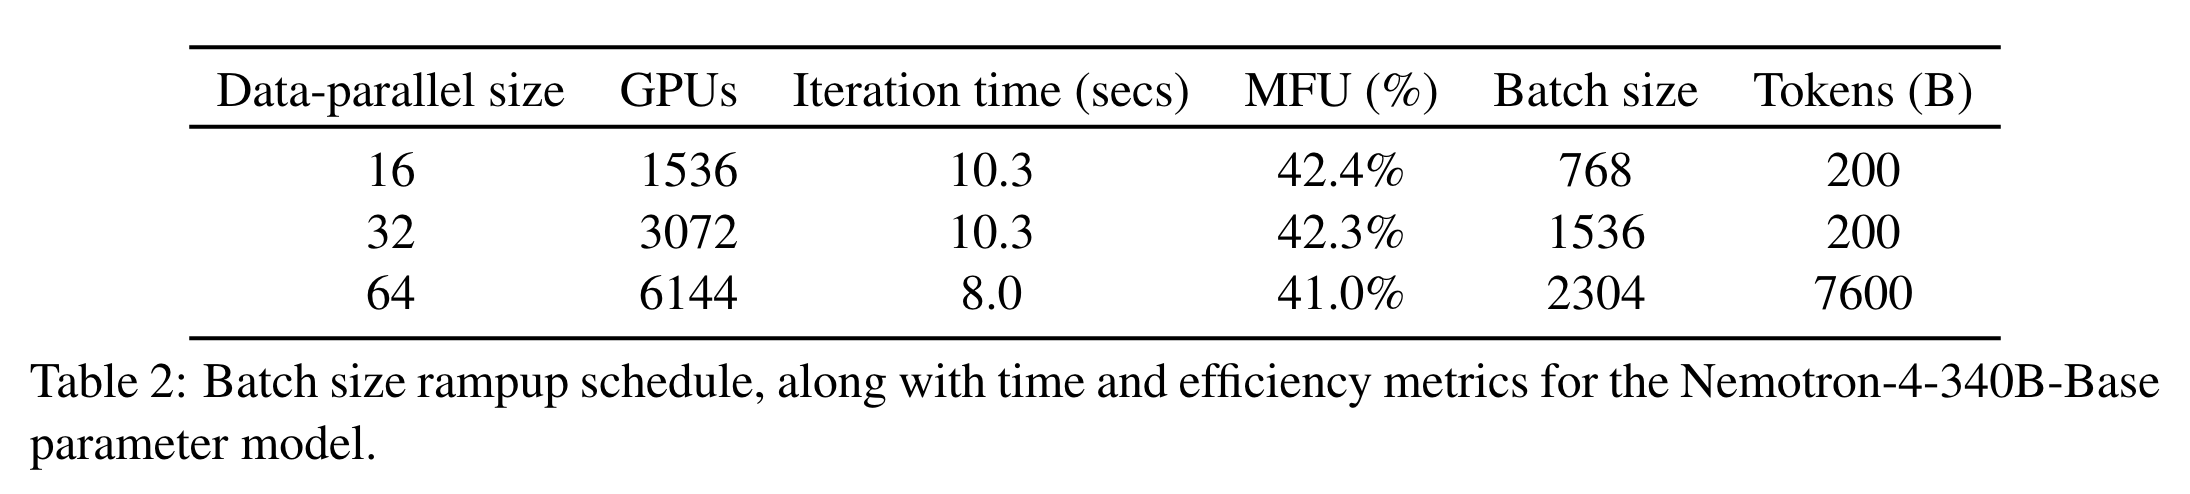 Data-parallel size GPUs Iteration time (secs) MFU (%) Batch size Tokens (B)
16 1536 10.3 42.4% 768 200
32 3072 10.3 42.3% 1536 200
64 6144 8.0 41.0% 2304 7600
Table 2: Batch size rampup schedule, along with time and efficiency metrics for the Nemotron-4-340B-Base
parameter model.